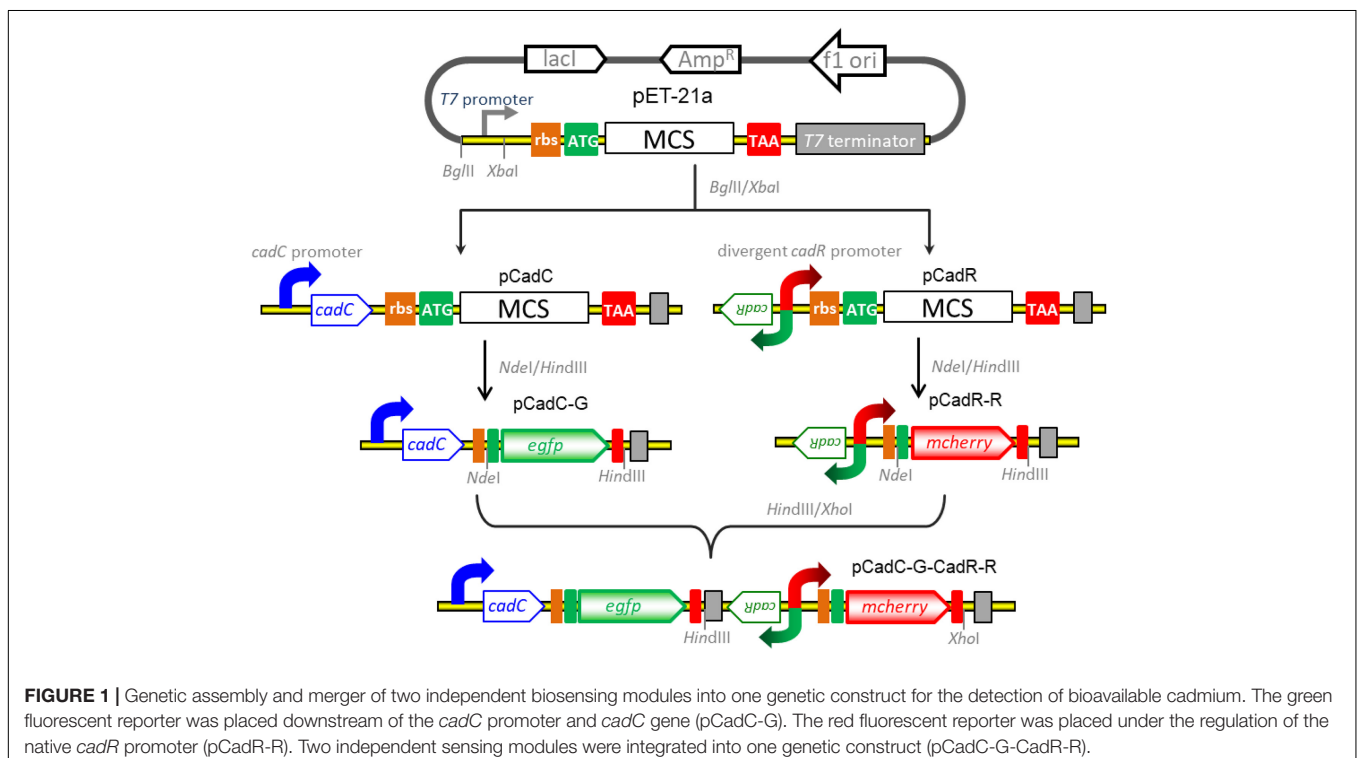 lacI
Amp^R
f1 ori
pET-21a
T7 promoter
rbs
ATG
MCS
TAA
T7 terminator
BglII
XbaI
BglII/XbaI
cadC promoter
pCadC
cadC
rbs
ATG
MCS
TAA
divergent cadR promoter
pCadR
cadR
rbs
ATG
MCS
TAA
NdeI/HindIII
NdeI/HindIII
pCadC-G
cadC
egfp
NdeI
HindIII
pCadR-R
cadR
mcherry
NdeI
HindIII
HindIII/XhoI
pCadC-G-CadR-R
cadC
egfp
HindIII
cadR
mcherry
XhoI
FIGURE 1 | Genetic assembly and merger of two independent biosensing modules into one genetic construct for the detection of bioavailable cadmium. The green
fluorescent reporter was placed downstream of the cadC promoter and cadC gene (pCadC-G). The red fluorescent reporter was placed under the regulation of the
native cadR promoter (pCadR-R). Two independent sensing modules were integrated into one genetic construct (pCadC-G-CadR-R).